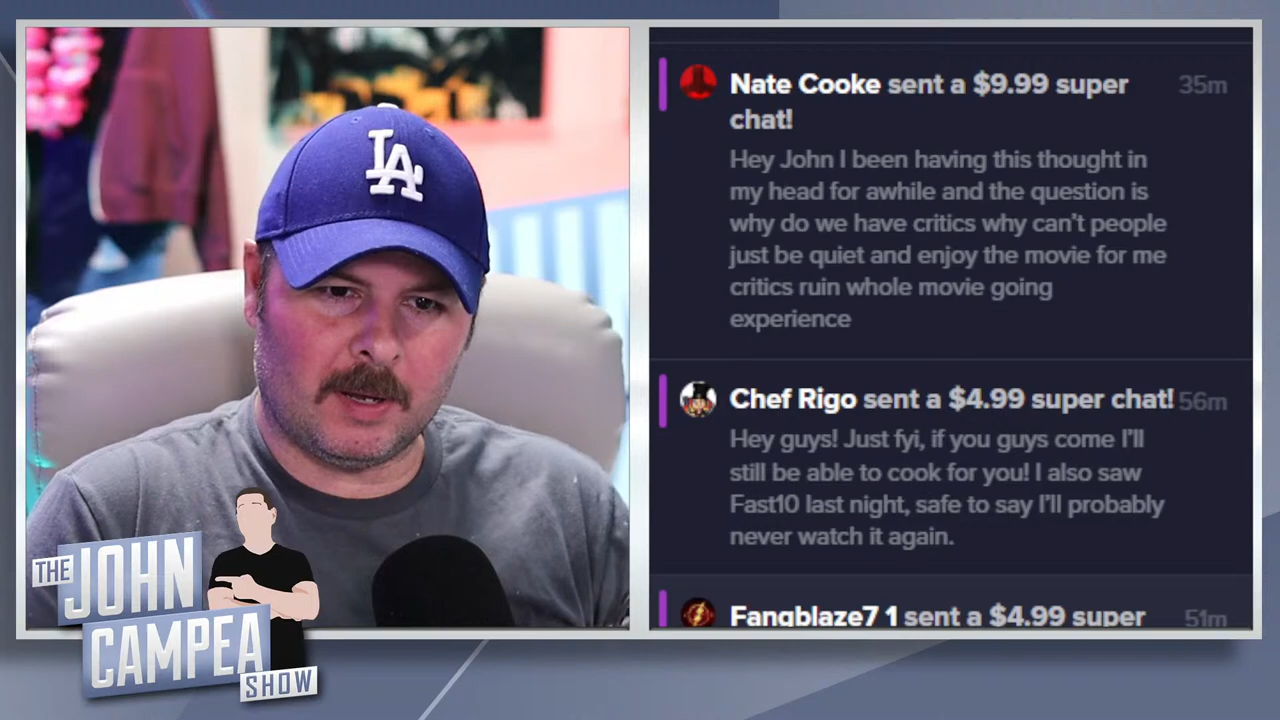 LA
THE
JOHN
CAMPEA
SHOW
Nate Cooke sent a $9.99 super 35m
chat!
Hey John I been having this thought in
my head for awhile and the question is
why do we have critics why can't people
just be quiet and enjoy the movie for me
critics ruin whole movie going
experience
Chef Rigo sent a $4.99 super chat! 56m
Hey guys! Just fyi, if you guys come I'll
still be able to cook for you! I also saw
Fast10 last night, safe to say I'll probably
never watch it again.
Fangblaze7 1 sent a $4.99 super 51m